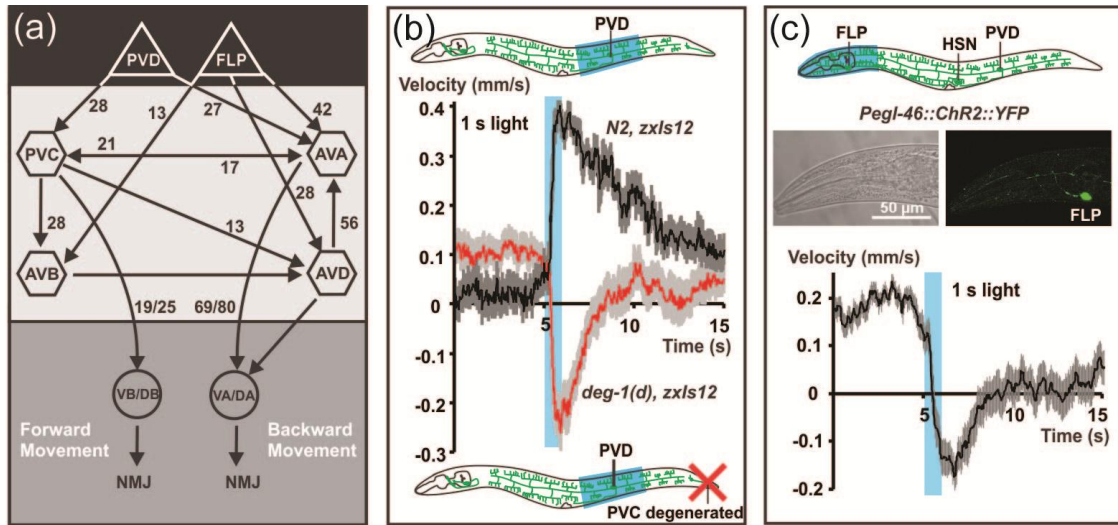 (a)
PVD
FLP
28
13
27
42
PVC
21
17
AVA
28
28
13
56
AVB
AVD
19/25
69/80
VB/DB
VA/DA
Forward
Movement
Backward
Movement
NMJ
NMJ
(b)
PVD
Velocity (mm/s)
0.4
1 s light
N2, zxIs12
0.3
0.2
0.1
0
5
10
15
Time (s)
-0.1
-0.2
deg-1(d), zxIs12
-0.3
PVD
PVC degenerated
(c)
FLP
HSN
PVD
Pegl-46::ChR2::YFP
50 µm
FLP
Velocity (mm/s)
0.2
1 s light
0.1
0
5
10
15
Time (s)
-0.1
-0.2